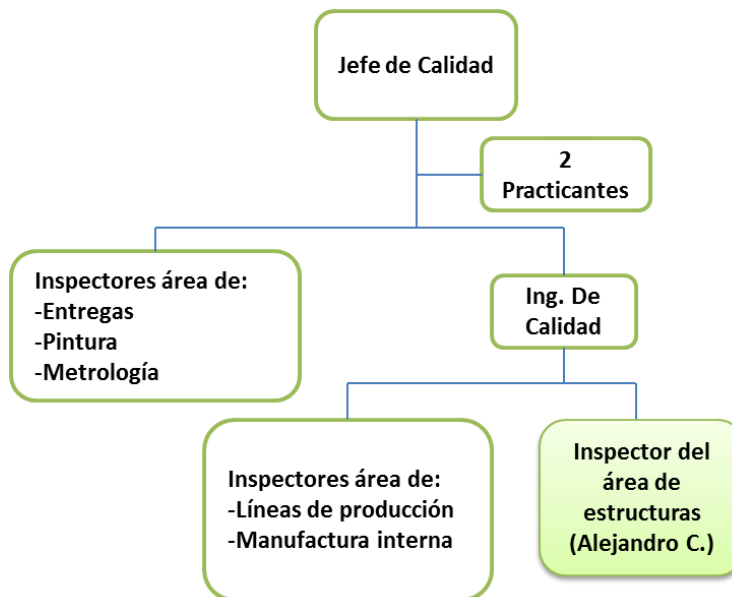 Jefe de Calidad
2
Practicantes
Inspectores área de:
-Entregas
-Pintura
-Metrología
Ing. De
Calidad
Inspectores área de:
-Líneas de producción
-Manufactura interna
Inspector del
área de
estructuras
(Alejandro C.)